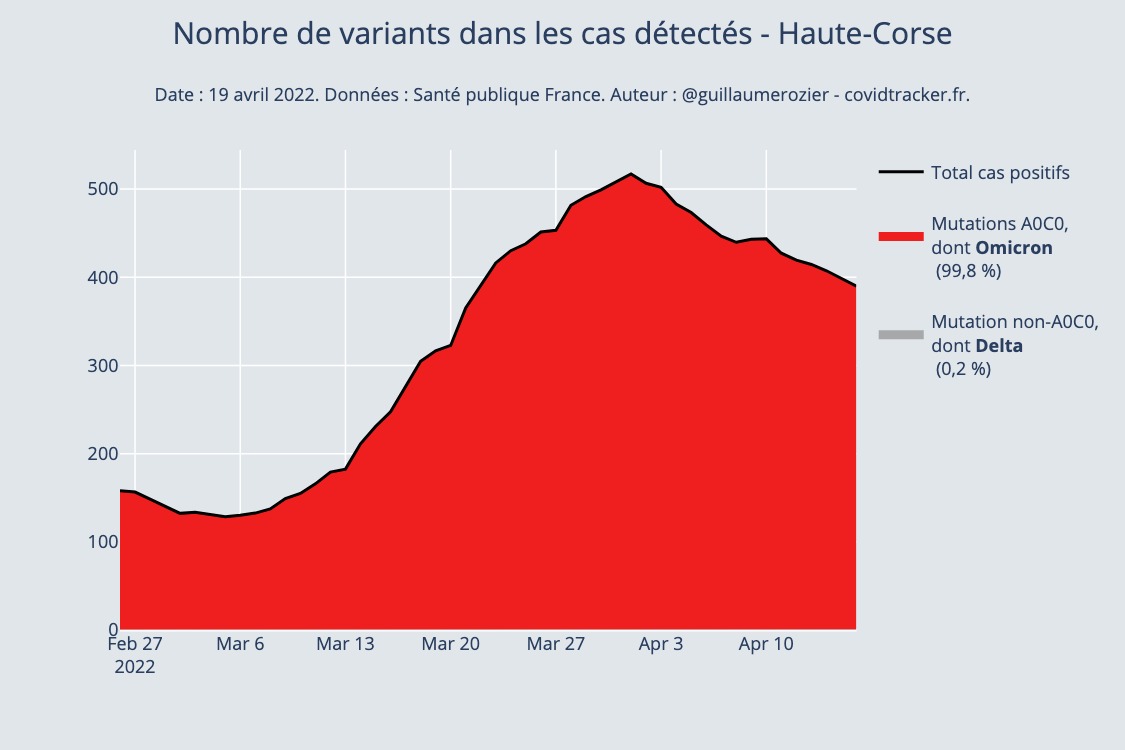 Nombre de variants dans les cas détectés - Haute-Corse
Date : 19 avril 2022. Données : Santé publique France. Auteur : @guillaumerozier - covidtracker.fr.
Total cas positifs
Mutations A0C0,
dont Omicron
(99,8 %)
Mutation non-A0C0,
dont Delta
(0,2 %)
500
400
300
200
100
0
Feb 27
2022
Mar 6
Mar 13
Mar 20
Mar 27
Apr 3
Apr 10